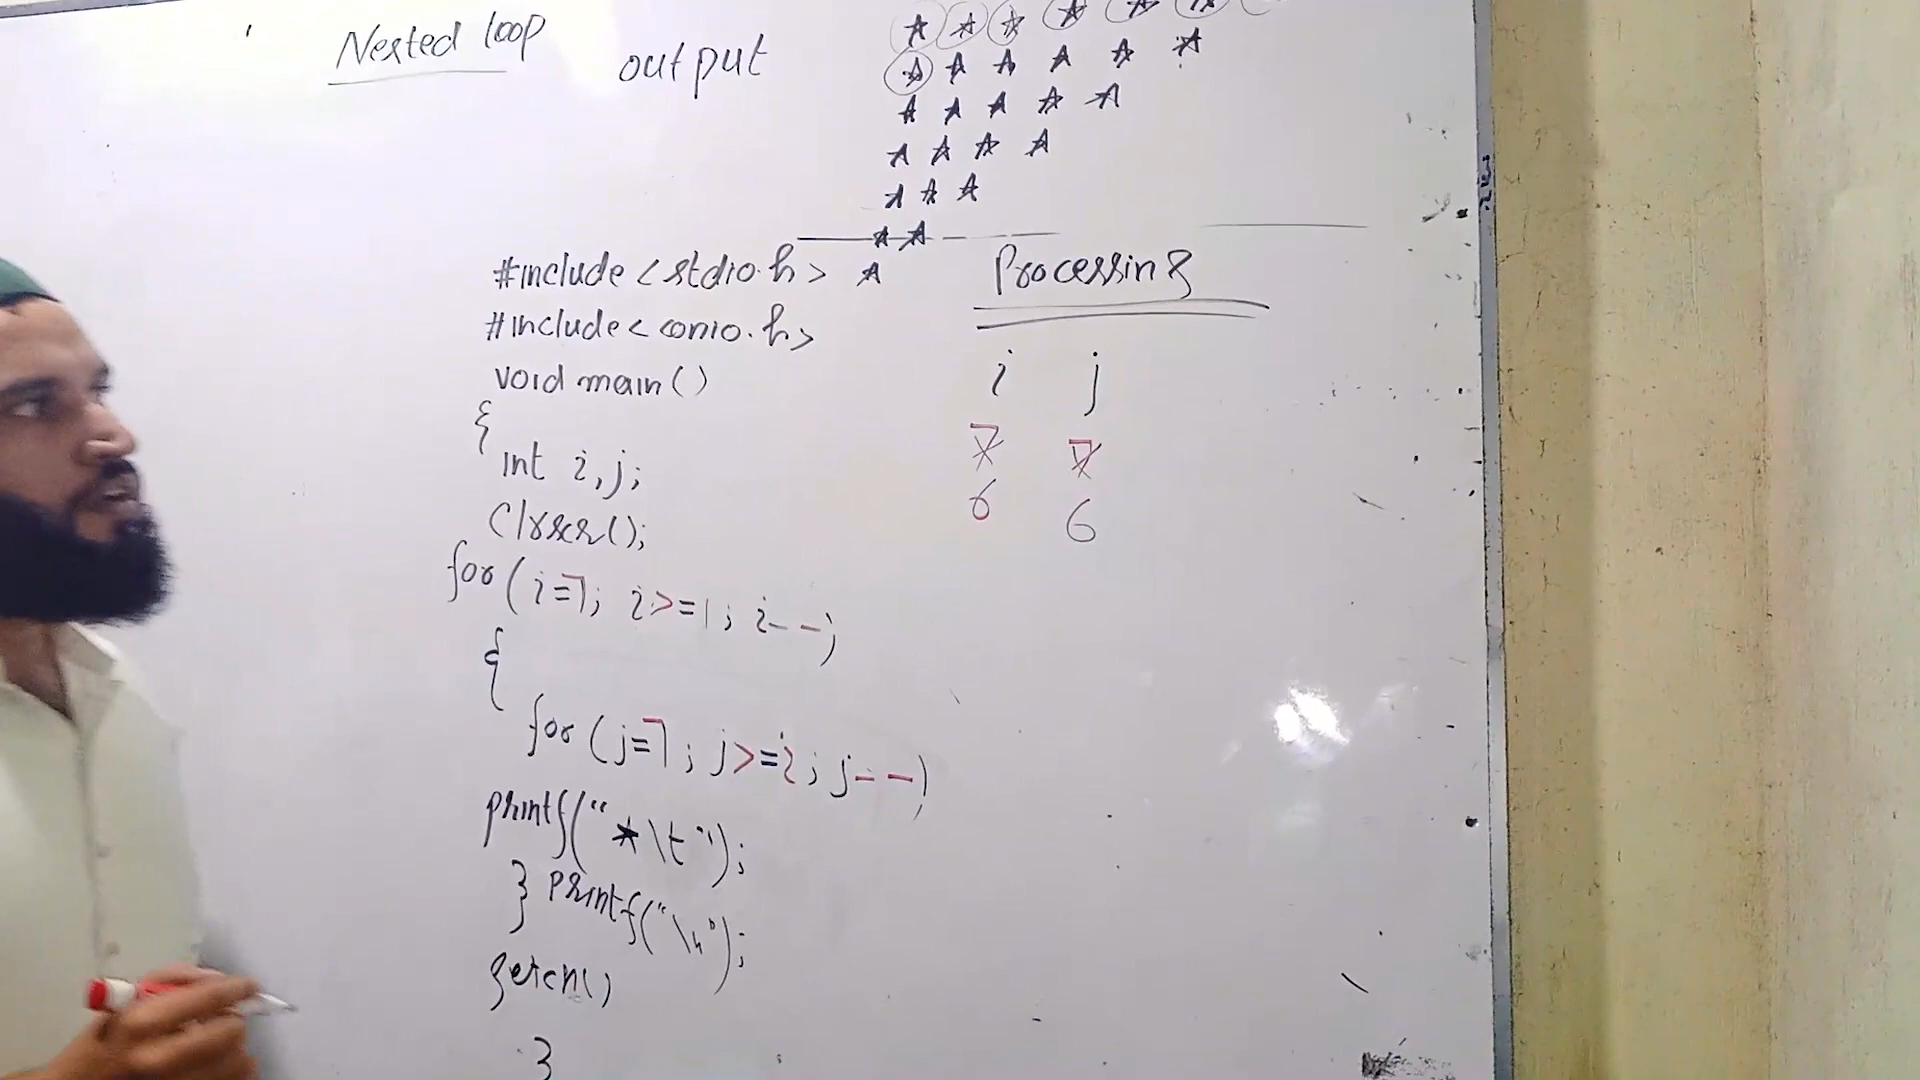 Nested loop
output
* * * * * *
* * * * * *
* * * * *
* * * *
* * *
* *
*
#include <stdio.h>
#include <conio.h>
void main()
{
int i,j;
Clrscr();
for(i=7; i>=1; i--)
{
for(j=7; j>=i; j--)
printf("*\t");
} printf("\n");
getch()
}
Processing
i j
7 7
6 6